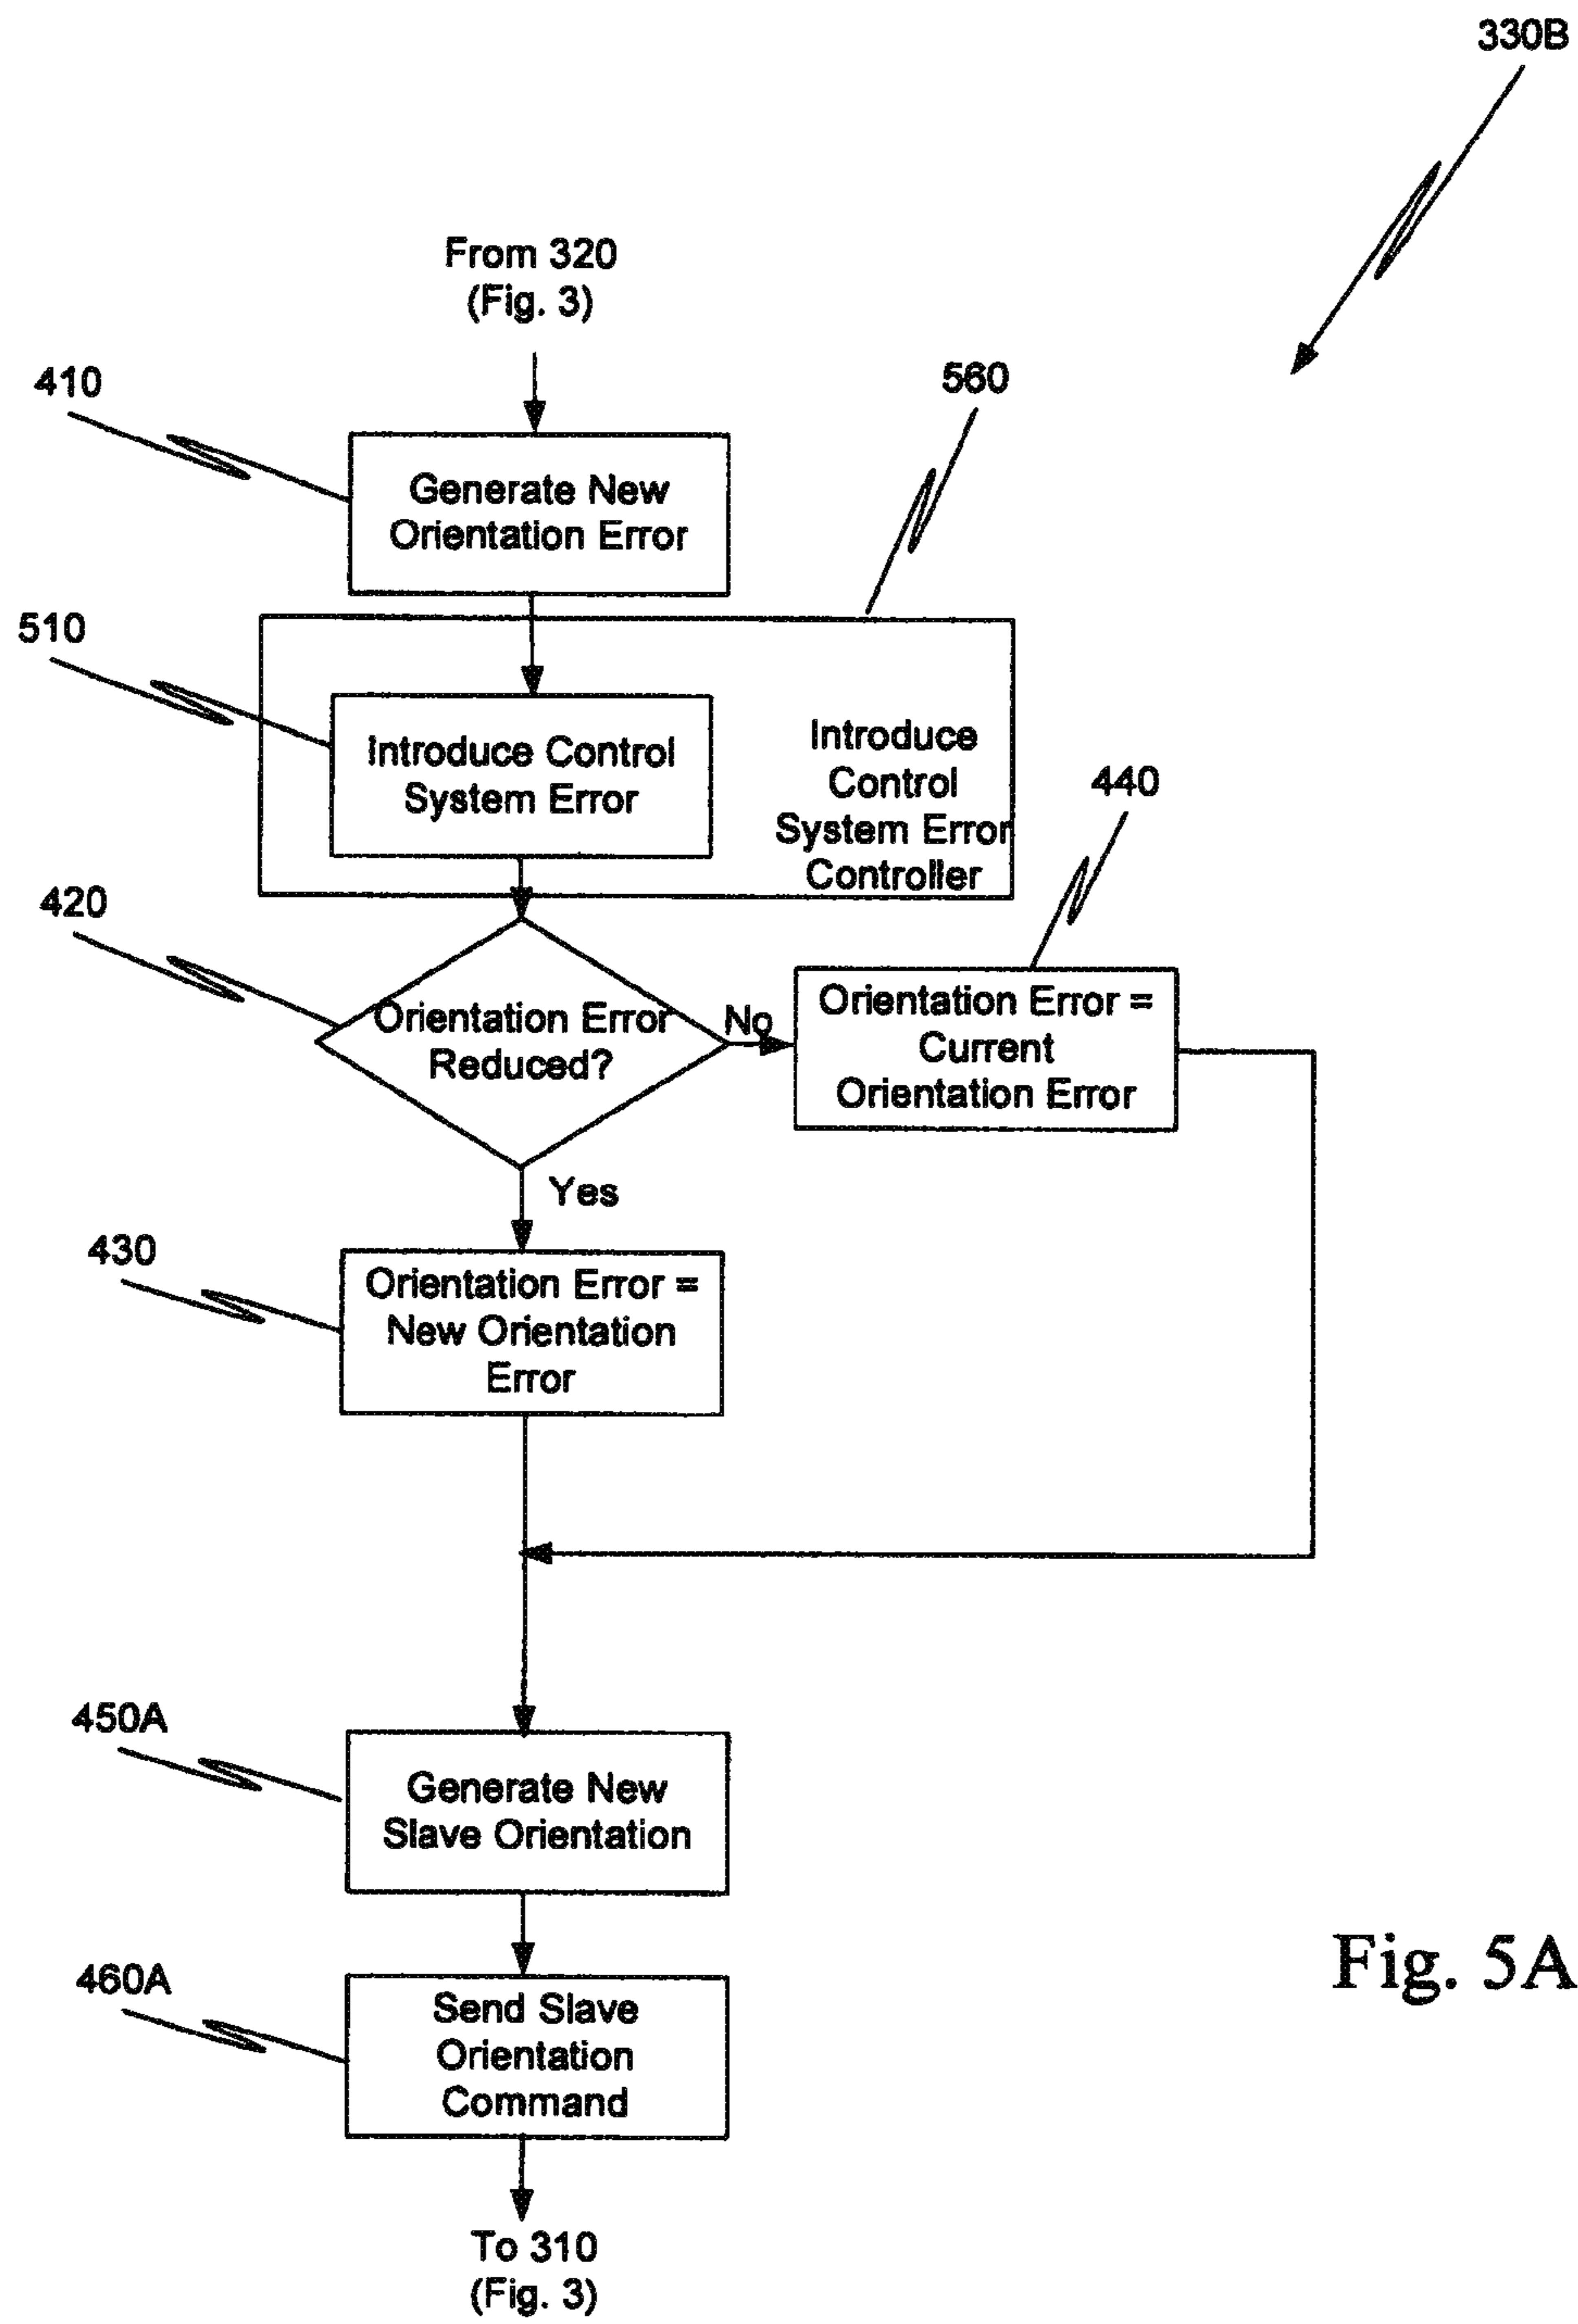 330B
From 320
(Fig. 3)
410
560
Generate New
Orientation Error
510
Introduce Control
System Error
Introduce
Control
System Error
Controller
440
420
Orientation Error
Reduced?
No
Orientation Error =
Current
Orientation Error
Yes
430
Orientation Error =
New Orientation
Error
450A
Generate New
Slave Orientation
460A
Send Slave
Orientation
Command
Fig. 5A
To 310
(Fig. 3)